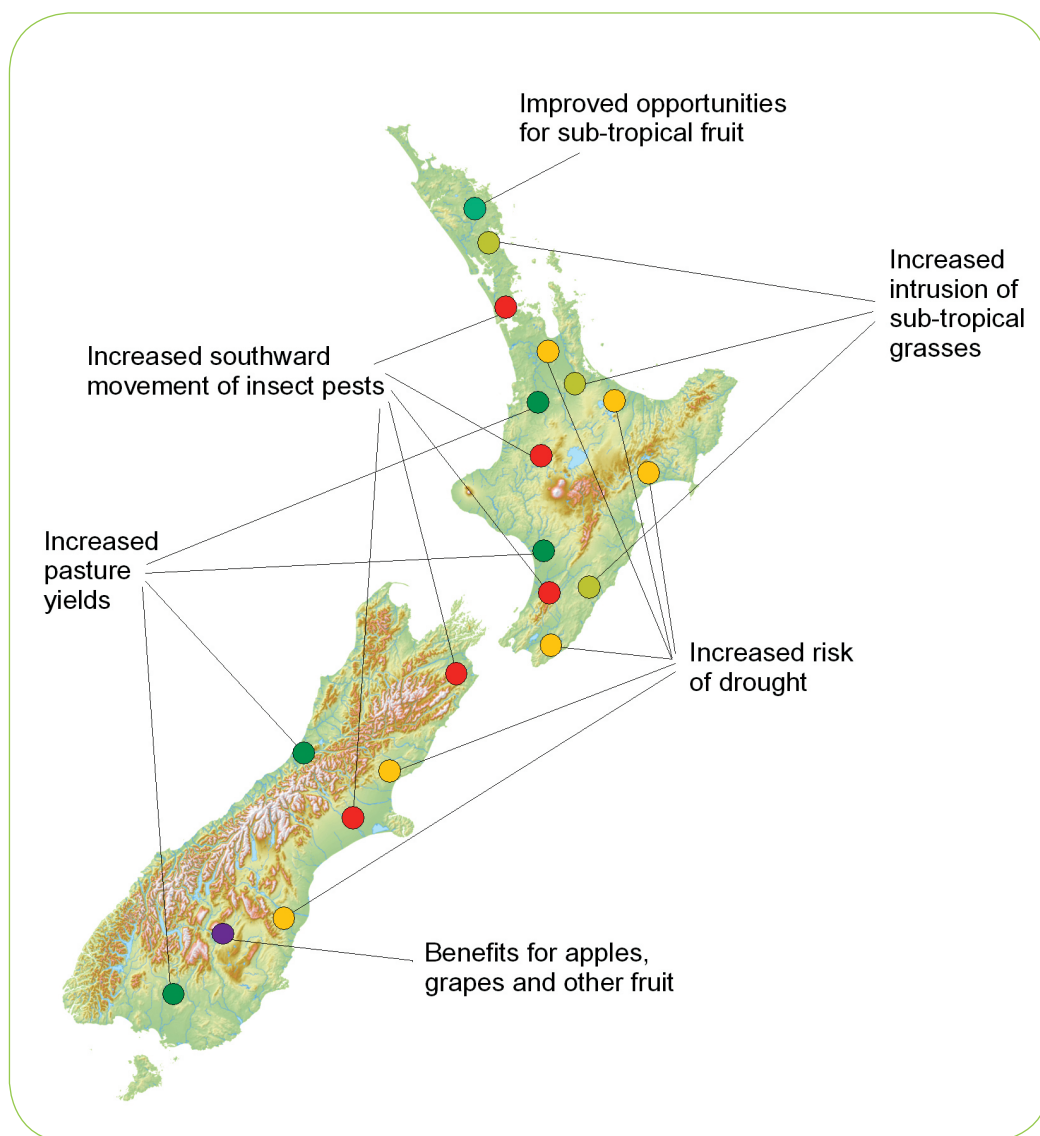 Improved opportunities
for sub-tropical fruit
Increased
intrusion of
sub-tropical
grasses
Increased southward
movement of insect pests
Increased
pasture
yields
Increased risk
of drought
Benefits for apples,
grapes and other fruit